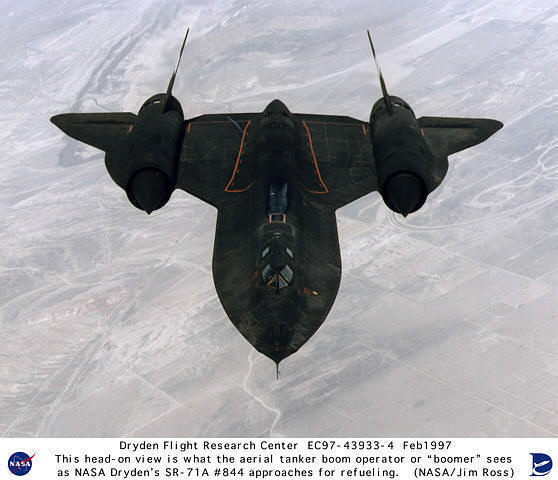 Dryden Flight Research Center EC97-43933-4 Feb1997
This head-on view is what the aerial tanker boom operator or “boomer” sees
as NASA Dryden's SR-71A #844 approaches for refueling. (NASA/Jim Ross)
NASA